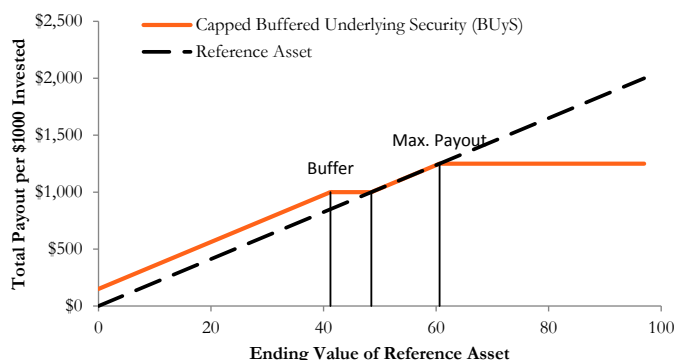 $2,500
Capped Buffered Underlying Security (BUyS)
Reference Asset
$2,000
$1,500
Max. Payout
Buffer
$1,000
$500
$0
0 20 40 60 80 100
Total Payout per $1000 Invested
Ending Value of Reference Asset